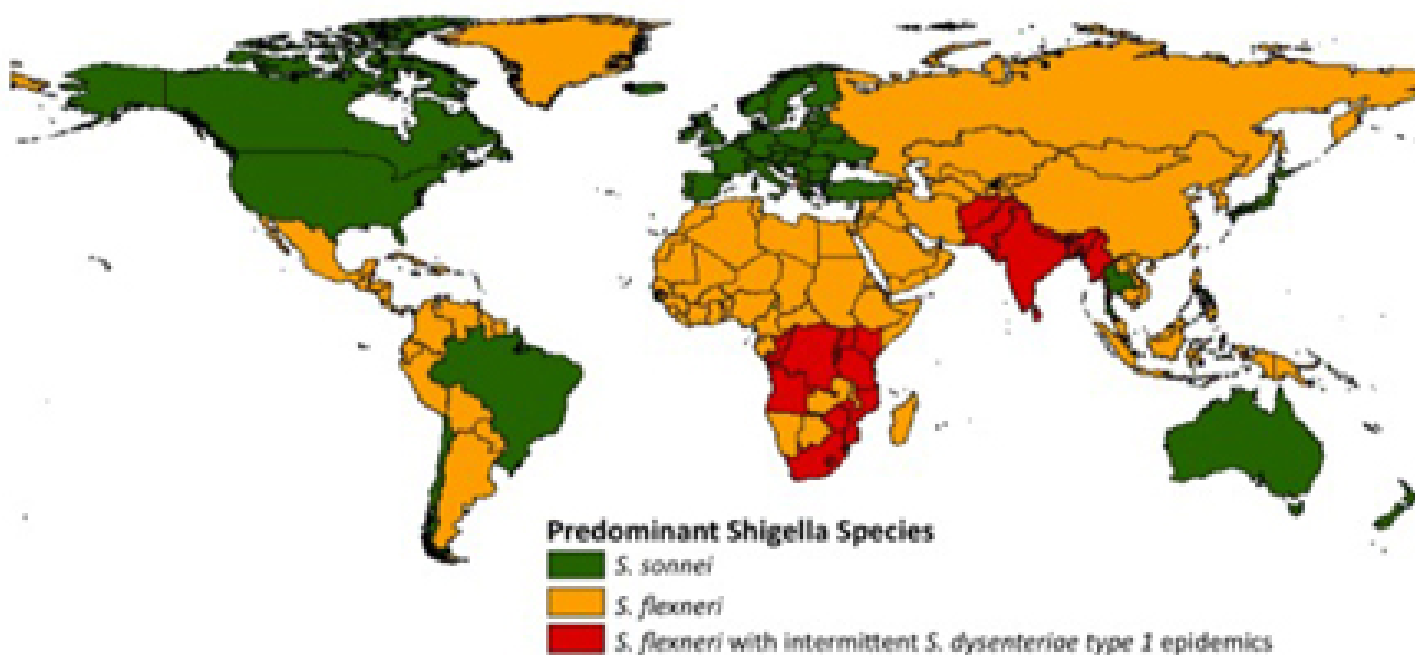 Predominant Shigella Species
S. sonnei
S. flexneri
S. flexneri with intermittent S. dysenteriae type 1 epidemics